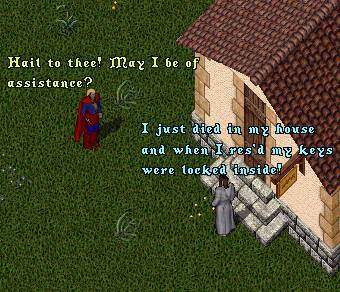 Hail to thee! May I be of
assistance?
I just died in my house
and when I res'd my keys
were locked inside!